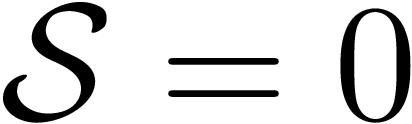 𝒮 = 0